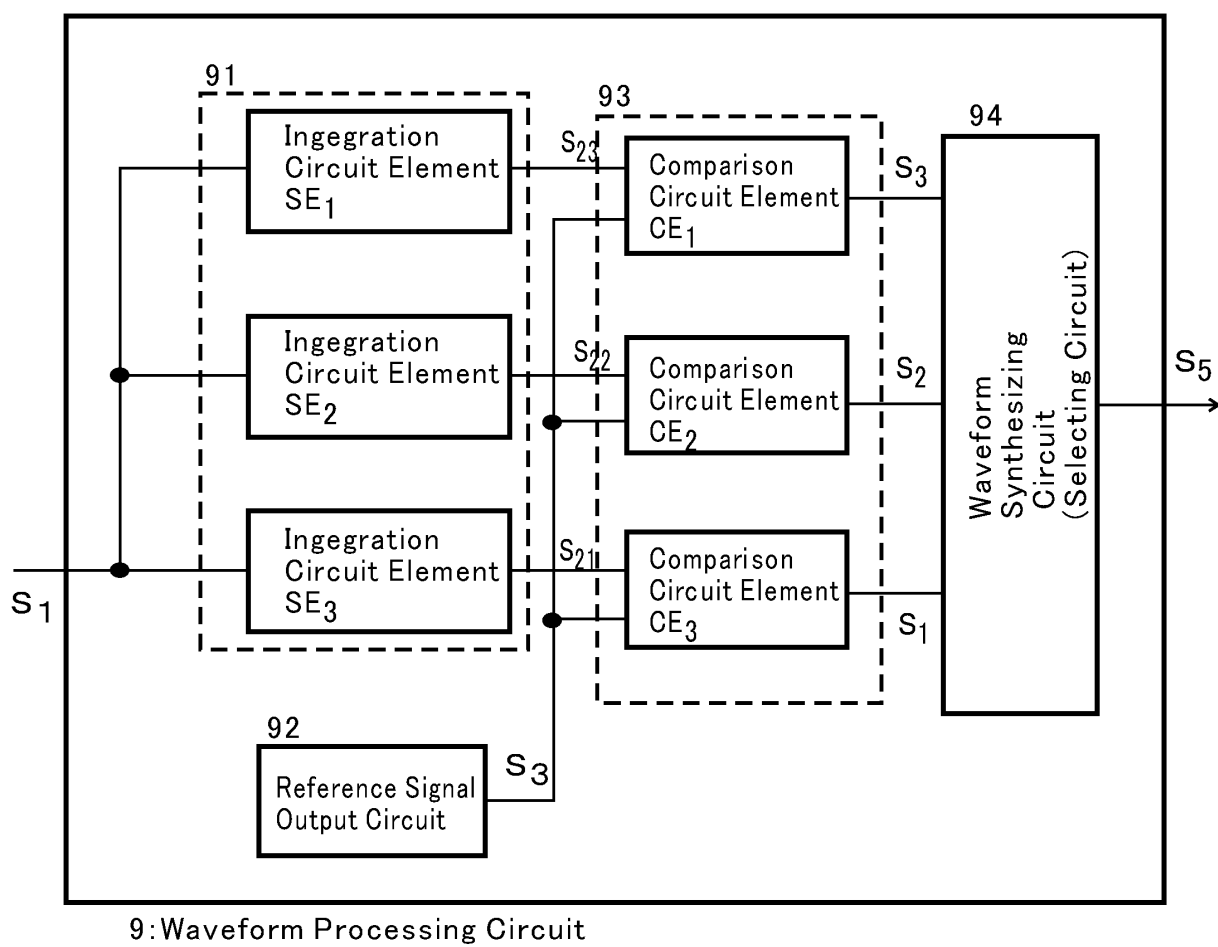 91
Ingegration
Circuit Element
SE1
S23
93
Comparison
Circuit Element
CE1
S3
94
Ingegration
Circuit Element
SE2
S22
Comparison
Circuit Element
CE2
S2
Waveform
Synthesizing
Circuit
(Selecting Circuit)
S5
S1
Ingegration
Circuit Element
SE3
S21
Comparison
Circuit Element
CE3
S1
92
Reference Signal
Output Circuit
S3
9:Waveform Processing Circuit